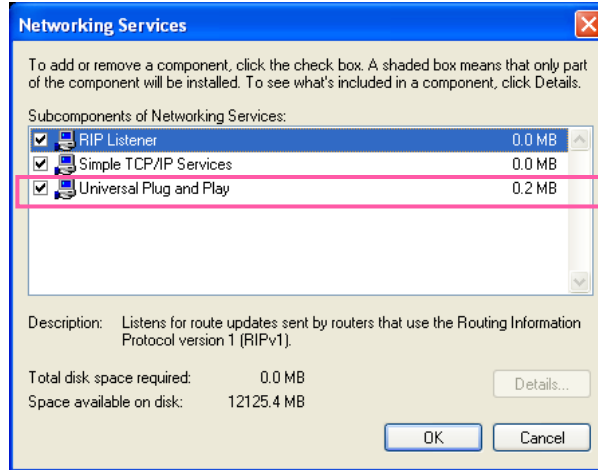 Networking Services
To add or remove a component, click the check box. A shaded box means that only part
of the component will be installed. To see what's included in a component, click Details.
Subcomponents of Networking Services:
RIP Listener 0.0 MB
Simple TCP/IP Services 0.0 MB
Universal Plug and Play 0.2 MB
Description: Listens for route updates sent by routers that use the Routing Information
Protocol version 1 (RIPv1).
Total disk space required: 0.0 MB
Space available on disk: 12125.4 MB
Details...
OK Cancel